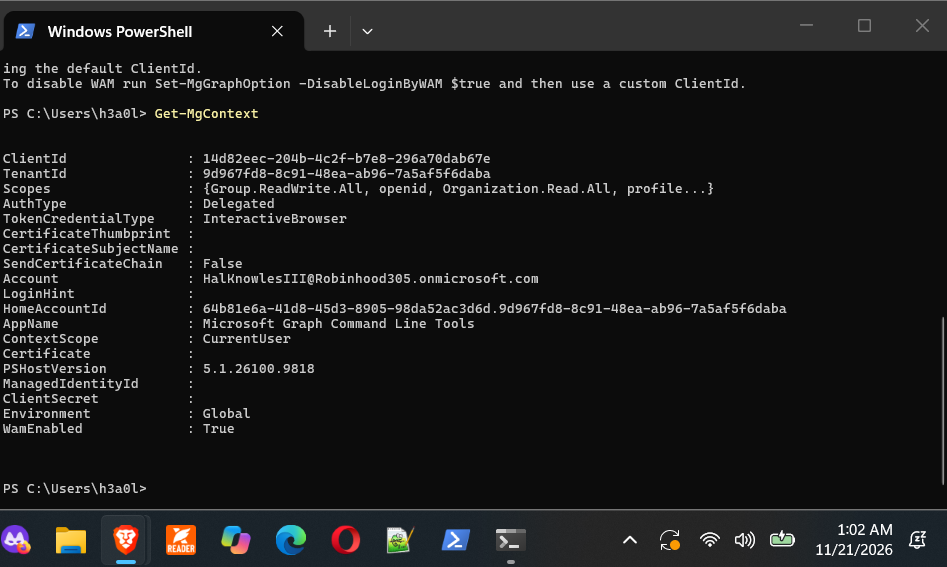 Windows PowerShell
ing the default ClientId.
To disable WAM run Set-MgGraphOption -DisableLoginByWAM $true and then use a custom ClientId.
PS C:\Users\h3a0l> Get-MgContext
ClientId : 14d82eec-204b-4c2f-b7e8-296a70dab67e
TenantId : 9d967fd8-8c91-48ea-ab96-7a5af5f6daba
Scopes : {Group.ReadWrite.All, openid, Organization.Read.All, profile...}
AuthType : Delegated
TokenCredentialType : InteractiveBrowser
CertificateThumbprint :
CertificateSubjectName :
SendCertificateChain : False
Account : HalKnowlesIII@Robinhood305.onmicrosoft.com
LoginHint :
HomeAccountId : 64b81e6a-41d8-45d3-8905-98da52ac3d6d.9d967fd8-8c91-48ea-ab96-7a5af5f6daba
AppName : Microsoft Graph Command Line Tools
ContextScope : CurrentUser
Certificate :
PSHostVersion : 5.1.26100.9818
ManagedIdentityId :
ClientSecret :
Environment : Global
WamEnabled : True
PS C:\Users\h3a0l>
READER
1:02 AM
11/21/2026